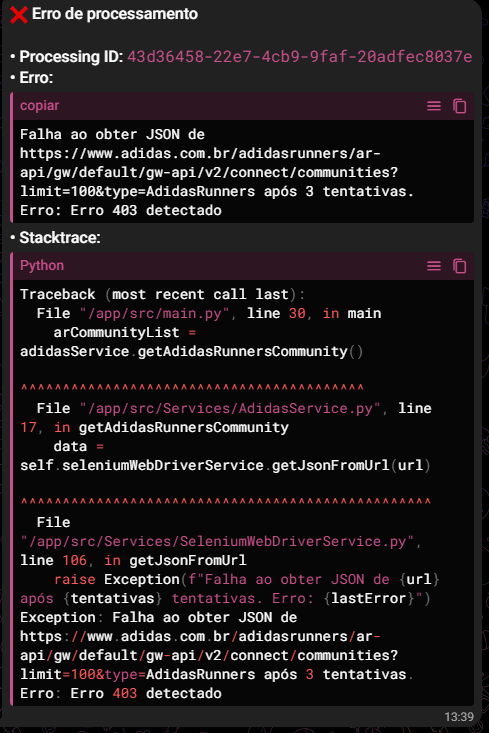 ❌ Erro de processamento
• Processing ID: 43d36458-22e7-4cb9-9faf-20adfec8037e
• Erro:
copiar
Falha ao obter JSON de
https://www.adidas.com.br/adidasrunners/ar-
api/gw/default/gw-api/v2/connect/communities?
limit=100&type=AdidasRunners após 3 tentativas.
Erro: Erro 403 detectado
• Stacktrace:
Python
Traceback (most recent call last):
File "/app/src/main.py", line 30, in main
arCommunityList =
adidasService.getAdidasRunnersCommunity()
^^^^^^^^^^^^^^^^^^^^^^^^^^^^^^^^^^^^^^^^^
File "/app/src/Services/AdidasService.py", line
17, in getAdidasRunnersCommunity
data =
self.seleniumWebDriverService.getJsonFromUrl(url)
^^^^^^^^^^^^^^^^^^^^^^^^^^^^^^^^^^^^^^^^^^^^^^^^^
File
"/app/src/Services/SeleniumWebDriverService.py",
line 106, in getJsonFromUrl
raise Exception(f"Falha ao obter JSON de {url}
após {tentativas} tentativas. Erro: {lastError}")
Exception: Falha ao obter JSON de
https://www.adidas.com.br/adidasrunners/ar-
api/gw/default/gw-api/v2/connect/communities?
limit=100&type=AdidasRunners após 3 tentativas.
Erro: Erro 403 detectado
13:39